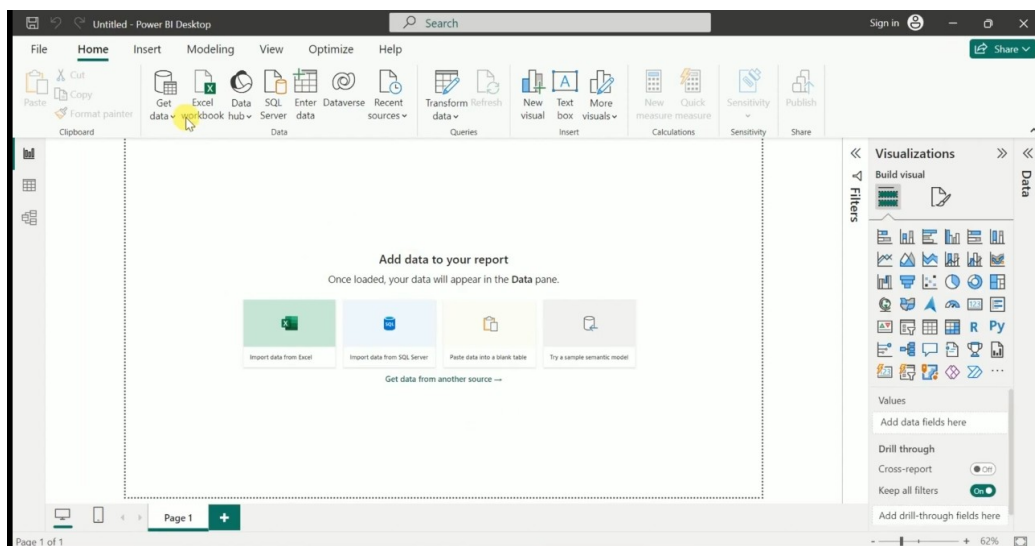 Untitled - Power BI Desktop
Search
Sign in
File Home Insert Modeling View Optimize Help
Share
Paste
Cut
Copy
Format painter
Clipboard
Get data
Excel workbook
Data hub
SQL Server
Enter data
Dataverse
Recent sources
Data
Transform data
Refresh
Queries
New visual
Text box
More visuals
Insert
New measure
Quick measure
Calculations
Sensitivity
Sensitivity
Publish
Share
Add data to your report
Once loaded, your data will appear in the Data pane.
Import data from Excel
Import data from SQL Server
Paste data into a blank table
Try a sample semantic model
Get data from another source →
Filters
Visualizations
Build visual
123
R Py
Values
Add data fields here
Drill through
Cross-report
Off
Keep all filters
On
Add drill-through fields here
Data
Page 1
Page 1 of 1
- + 62%